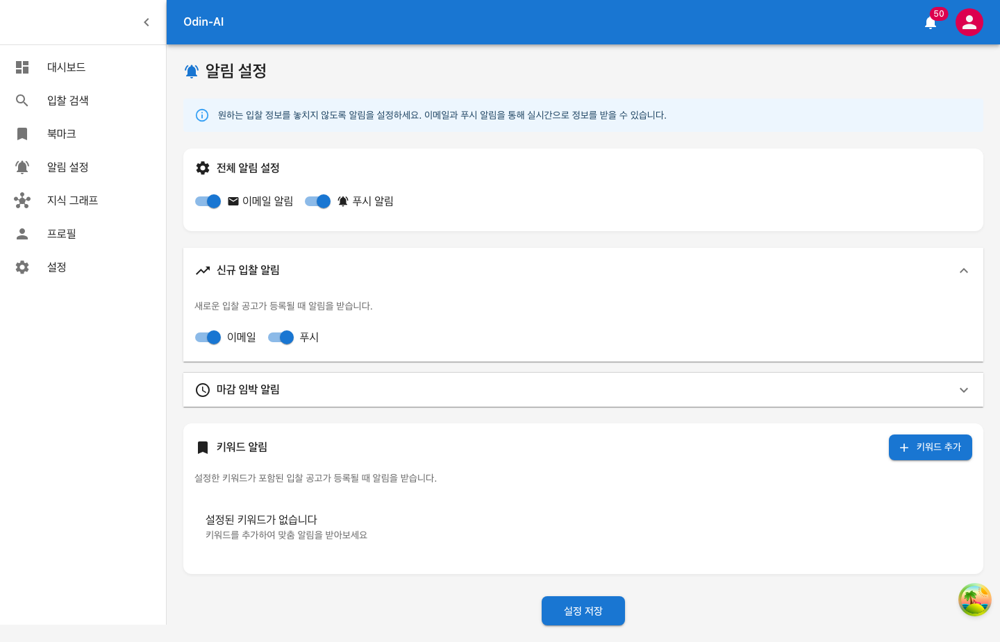 Odin-AI
50
대시보드
입찰 검색
북마크
알림 설정
지식 그래프
프로필
설정
알림 설정
원하는 입찰 정보를 놓치지 않도록 알림을 설정하세요. 이메일과 푸시 알림을 통해 실시간으로 정보를 받을 수 있습니다.
전체 알림 설정
이메일 알림 푸시 알림
신규 입찰 알림
새로운 입찰 공고가 등록될 때 알림을 받습니다.
이메일 푸시
마감 임박 알림
키워드 알림
키워드 추가
설정한 키워드가 포함된 입찰 공고가 등록될 때 알림을 받습니다.
설정된 키워드가 없습니다
키워드를 추가하여 맞춤 알림을 받아보세요
설정 저장